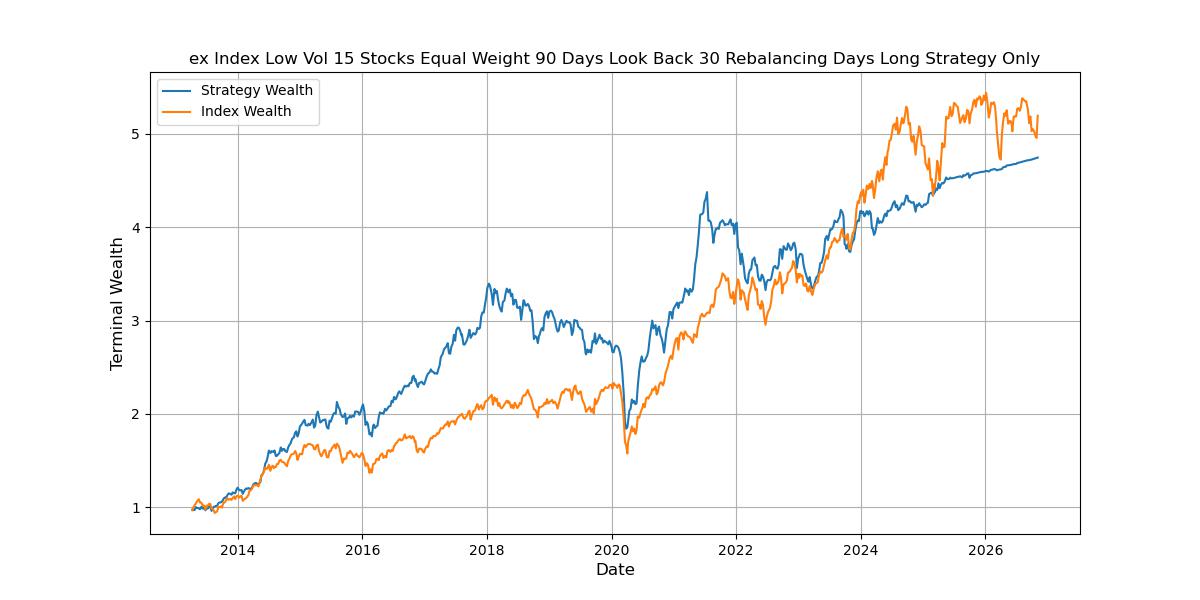 ex Index Low Vol 15 Stocks Equal Weight 90 Days Look Back 30 Rebalancing Days Long Strategy Only
Strategy Wealth
Index Wealth
Terminal Wealth
5
4
3
2
1
2014 2016 2018 2020 2022 2024 2026
Date